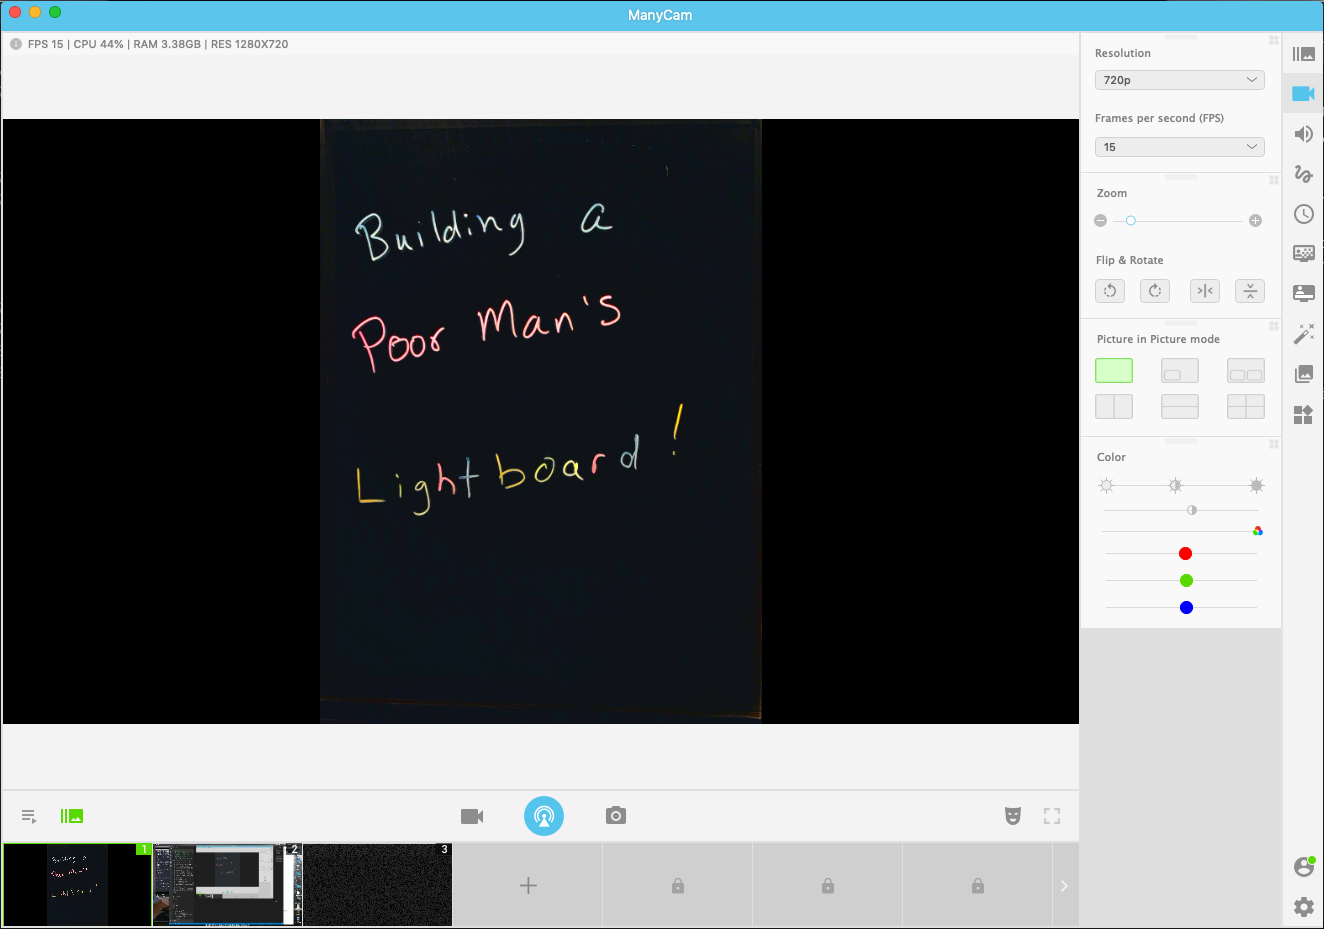 ManyCam
FPS 15 | CPU 44% | RAM 3.38GB | RES 1280X720
Resolution
720p
Frames per second (FPS)
15
Zoom
Flip & Rotate
Picture in Picture mode
Color
Building a
Poor Man's
Lightboard!
1
2
3